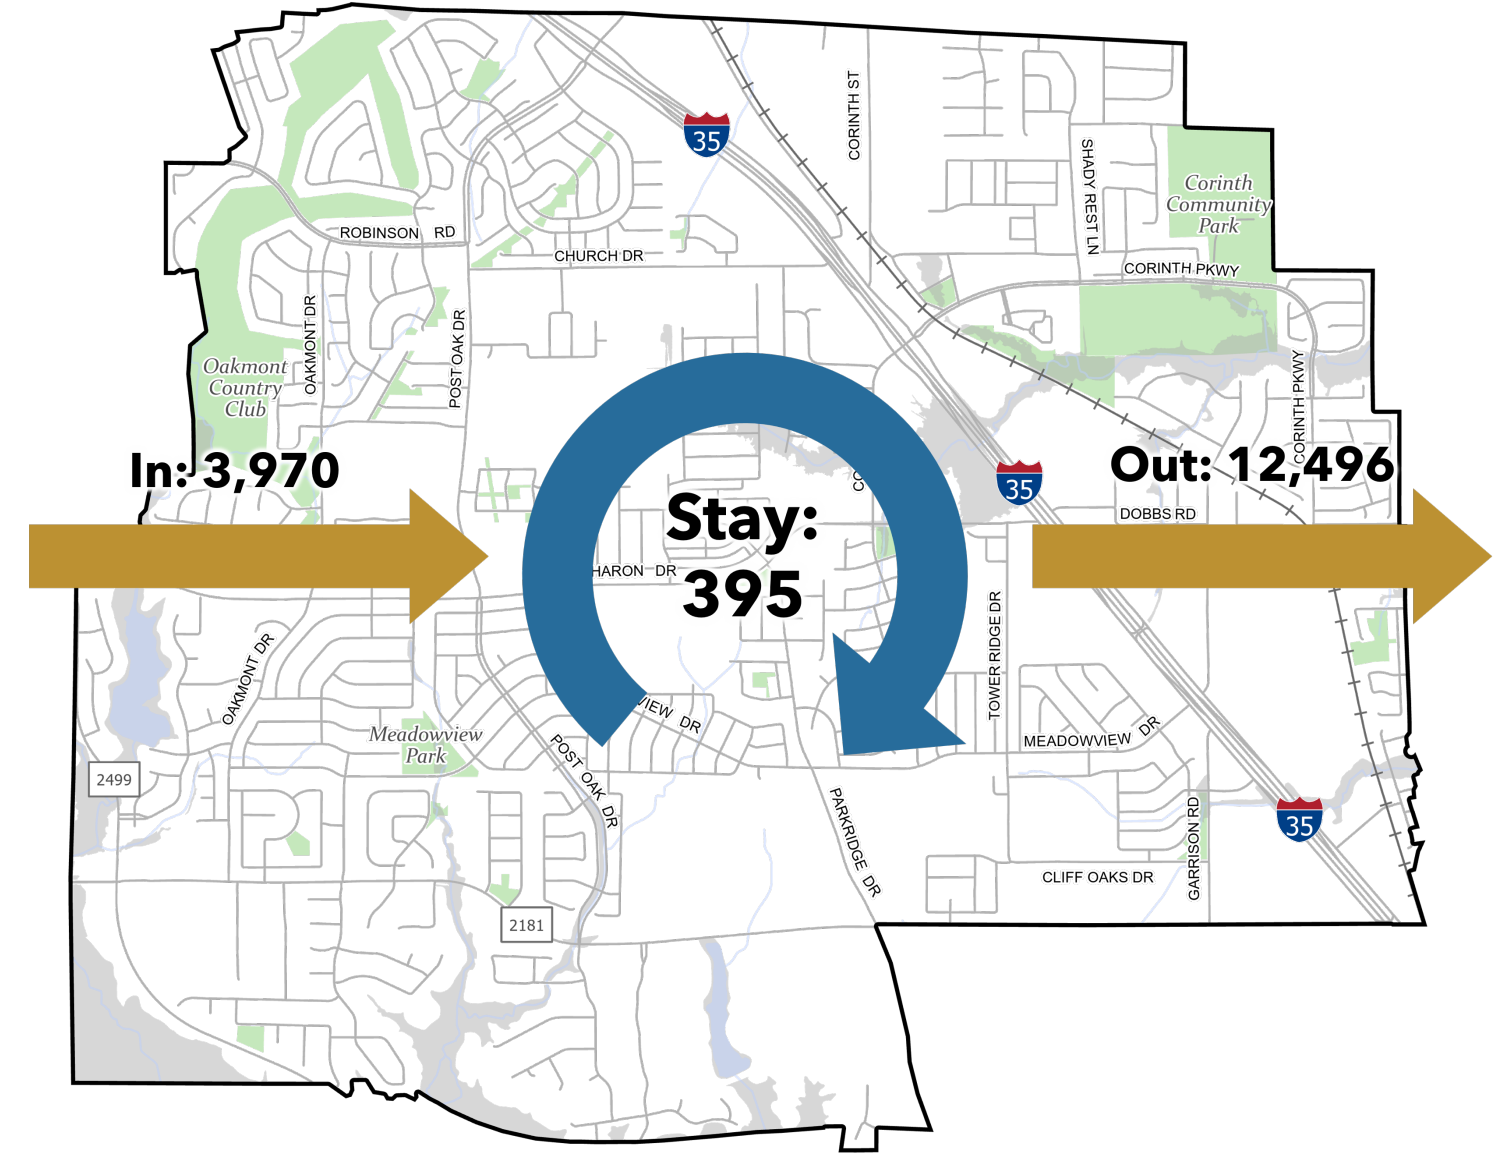 35
CORINTH ST
SHADY REST LN
Corinth
Community
Park
ROBINSON RD
CHURCH DR
CORINTH PKWY
OAKMONT DR
POST OAK DR
Oakmont
Country
Club
CORINTH PKWY
In: 3,970
Out: 12,496
35
Stay:
395
CO
DOBBS RD
HARON DR
TOWER RIDGE DR
OAKMONT DR
VIEW DR
Meadowview
Park
MEADOWVIEW DR
POST OAK DR
2499
PARKRIDGE DR
GARRISON RD
35
CLIFF OAKS DR
2181